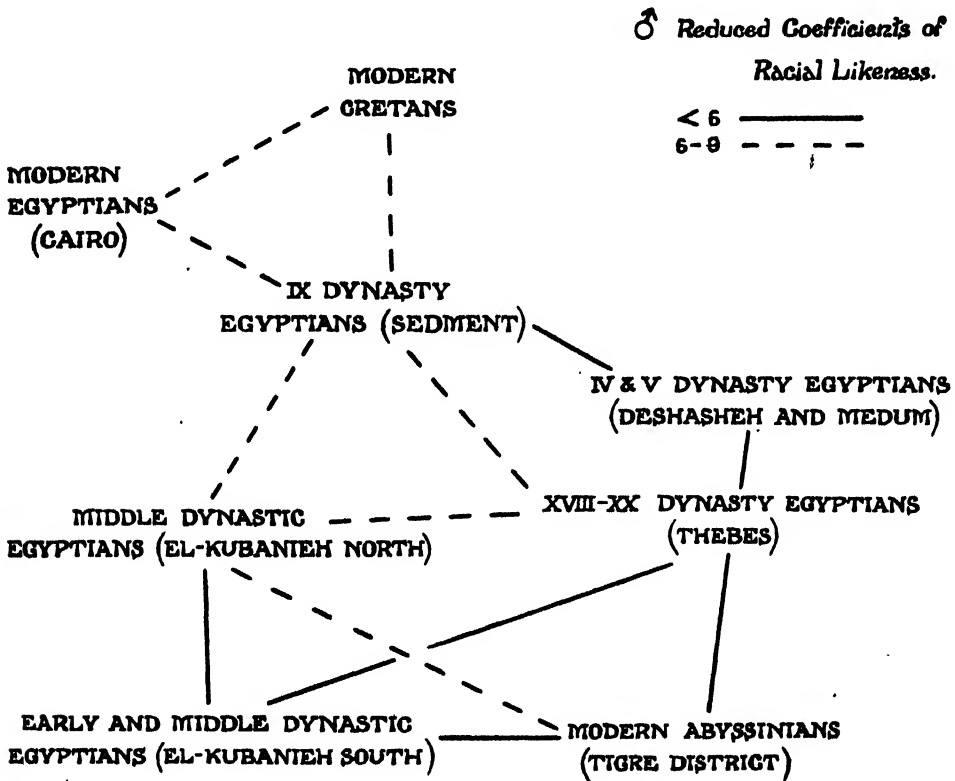 ♂ Reduced Coefficients of
Racial Likeness.
< 6
6-9
MODERN
CRETANS
MODERN
EGYPTIANS
(CAIRO)
IX DYNASTY
EGYPTIANS (SEDMENT)
IV & V DYNASTY EGYPTIANS
(DESHASHEH AND MEDUM)
XVIII-XX DYNASTY EGYPTIANS
(THEBES)
MIDDLE DYNASTIC
EGYPTIANS (EL-KUBANIEH NORTH)
EARLY AND MIDDLE DYNASTIC
EGYPTIANS (EL-KUBANIEH SOUTH)
MODERN ABYSSINIANS
(TIGRE DISTRICT)